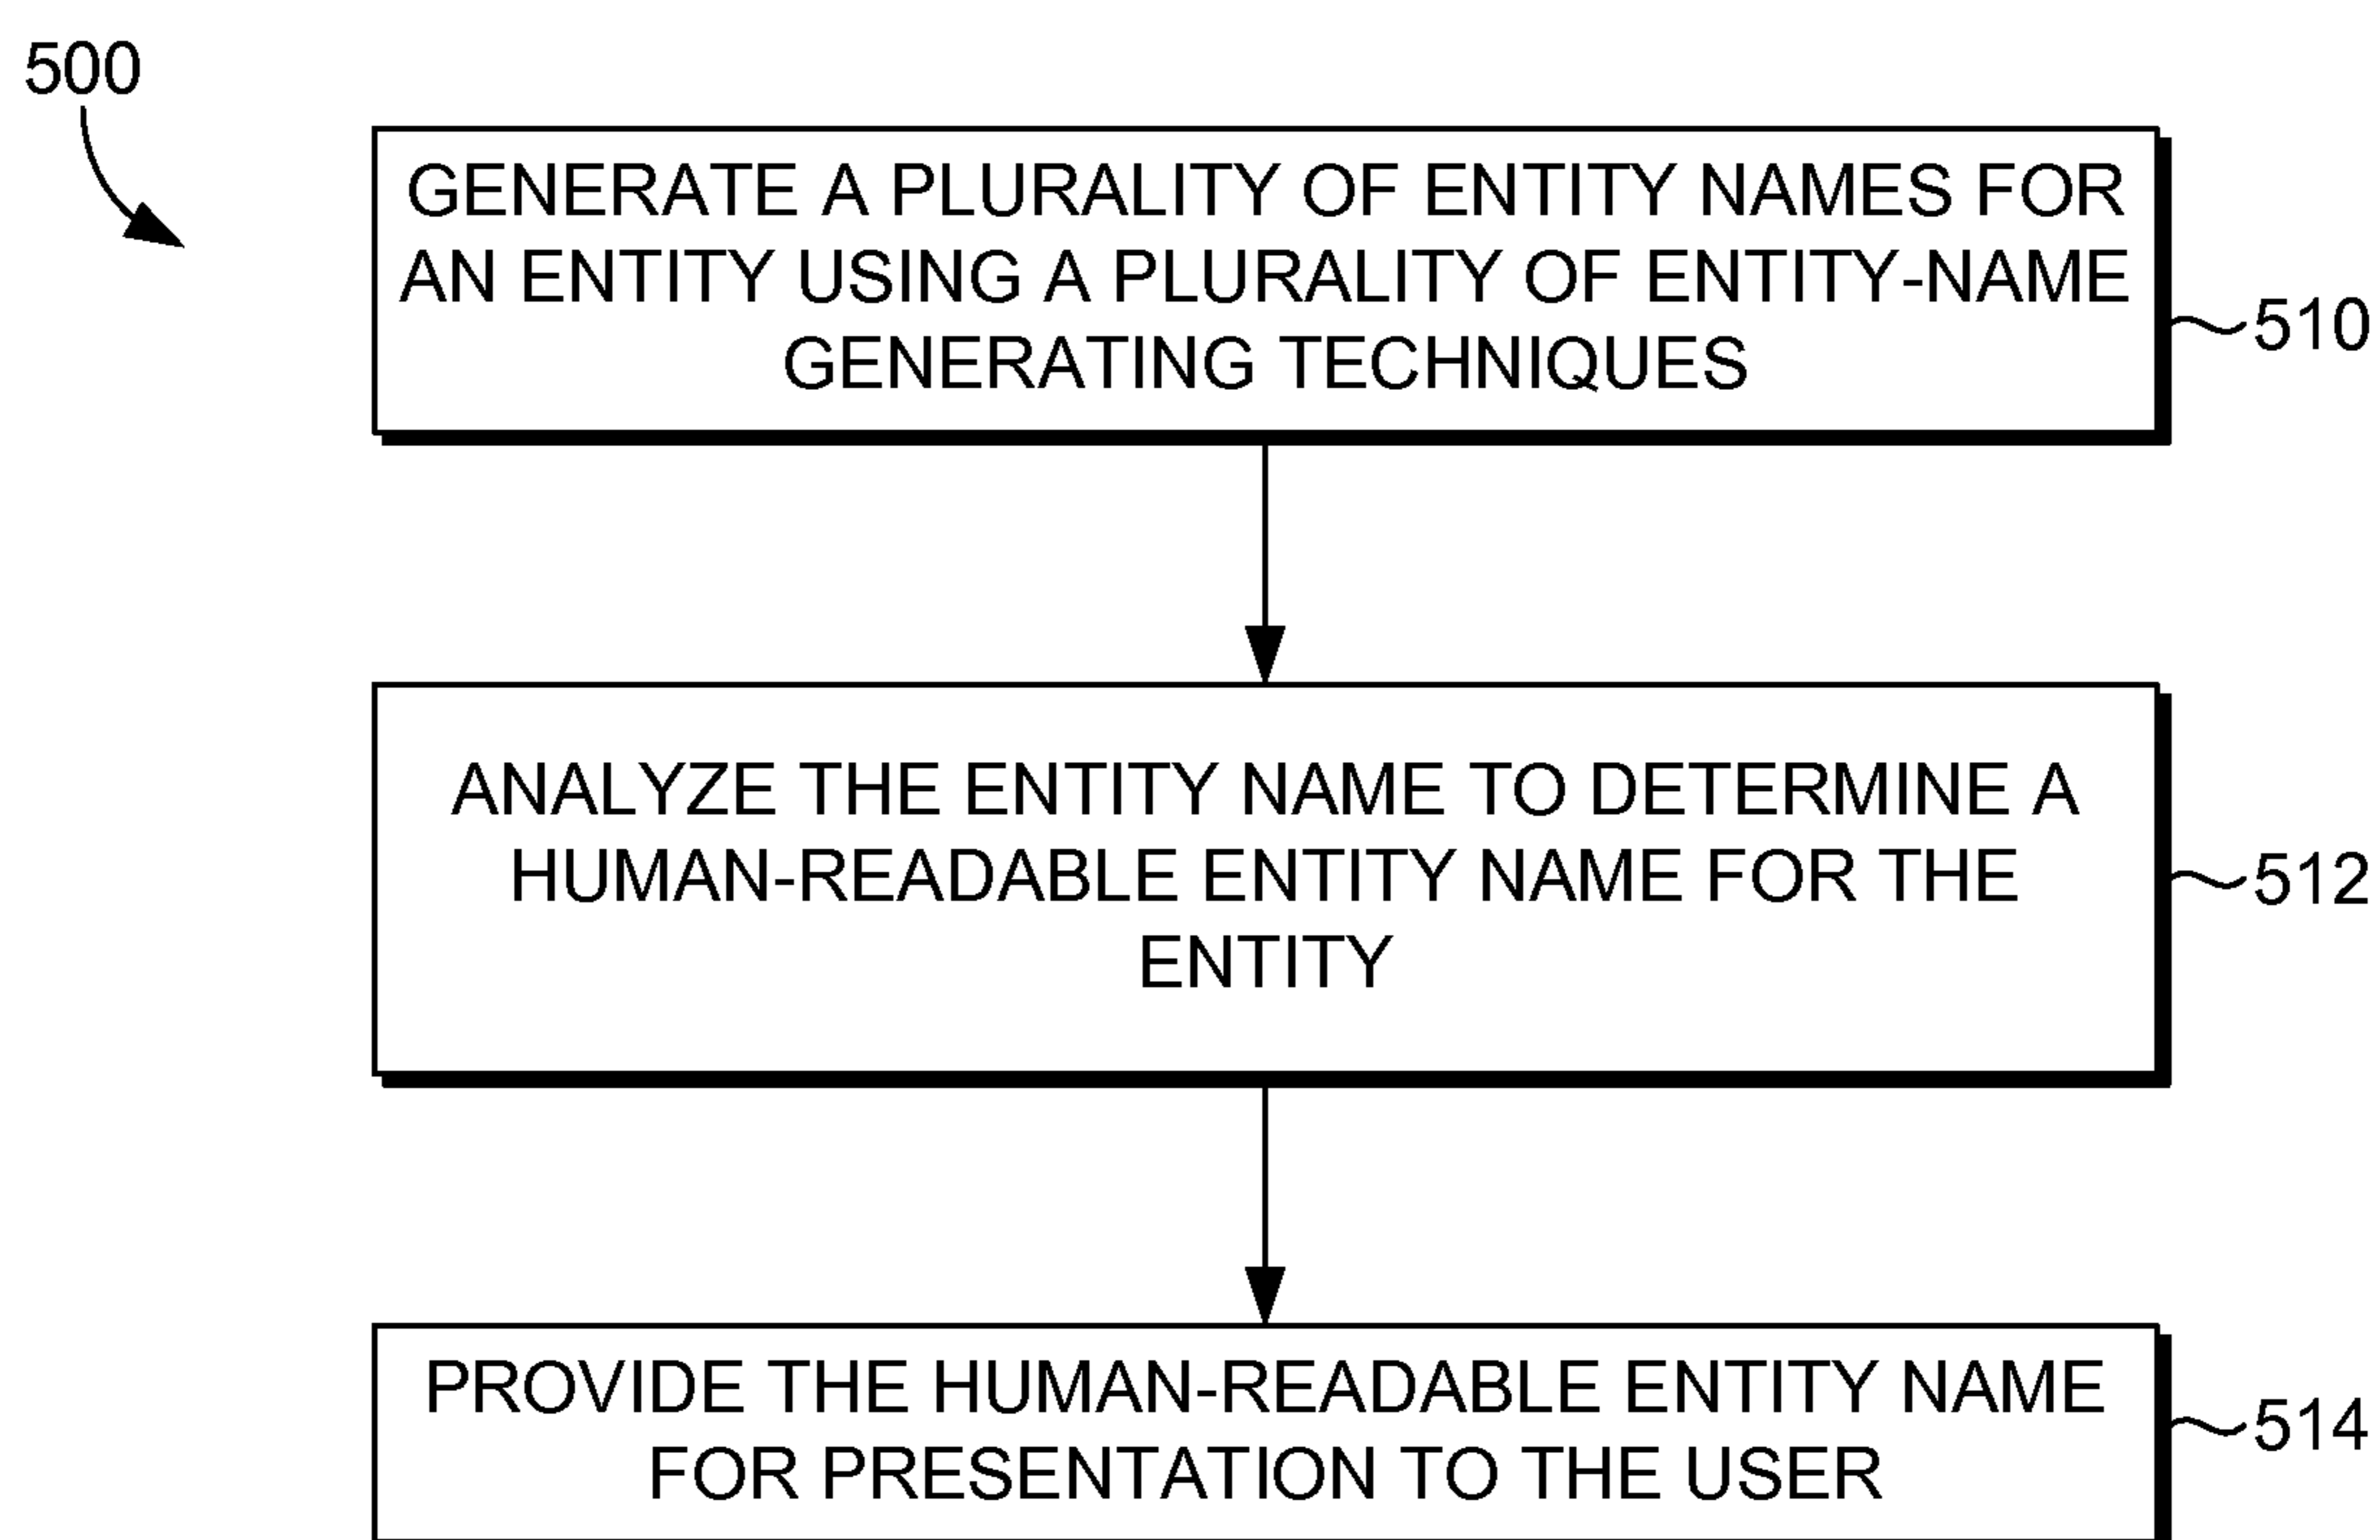 500
GENERATE A PLURALITY OF ENTITY NAMES FOR
AN ENTITY USING A PLURALITY OF ENTITY-NAME
GENERATING TECHNIQUES
510
ANALYZE THE ENTITY NAME TO DETERMINE A
HUMAN-READABLE ENTITY NAME FOR THE
ENTITY
512
PROVIDE THE HUMAN-READABLE ENTITY NAME
FOR PRESENTATION TO THE USER
514